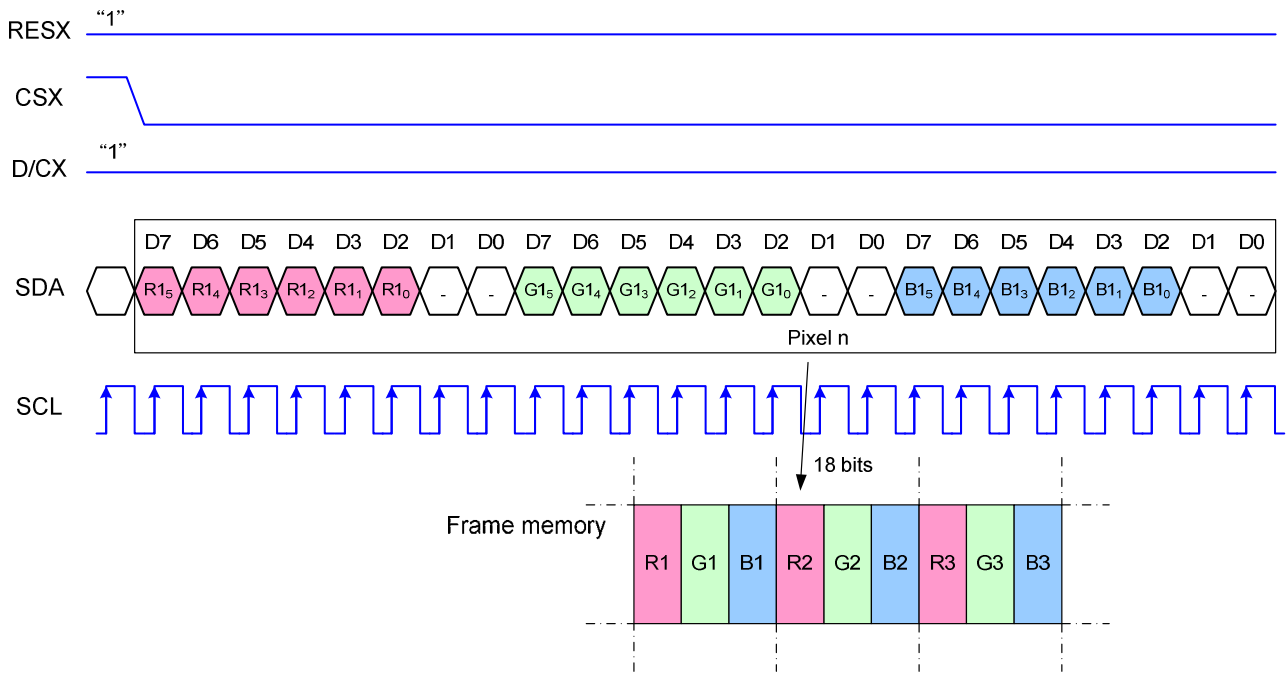 RESX “1”
CSX
D/CX “1”
D7 D6 D5 D4 D3 D2 D1 D0 D7 D6 D5 D4 D3 D2 D1 D0 D7 D6 D5 D4 D3 D2 D1 D0
SDA R1₅ R1₄ R1₃ R1₂ R1₁ R1₀ - - G1₅ G1₄ G1₃ G1₂ G1₁ G1₀ - - B1₅ B1₄ B1₃ B1₂ B1₁ B1₀ - -
Pixel n
SCL
18 bits
Frame memory
R1 G1 B1 R2 G2 B2 R3 G3 B3